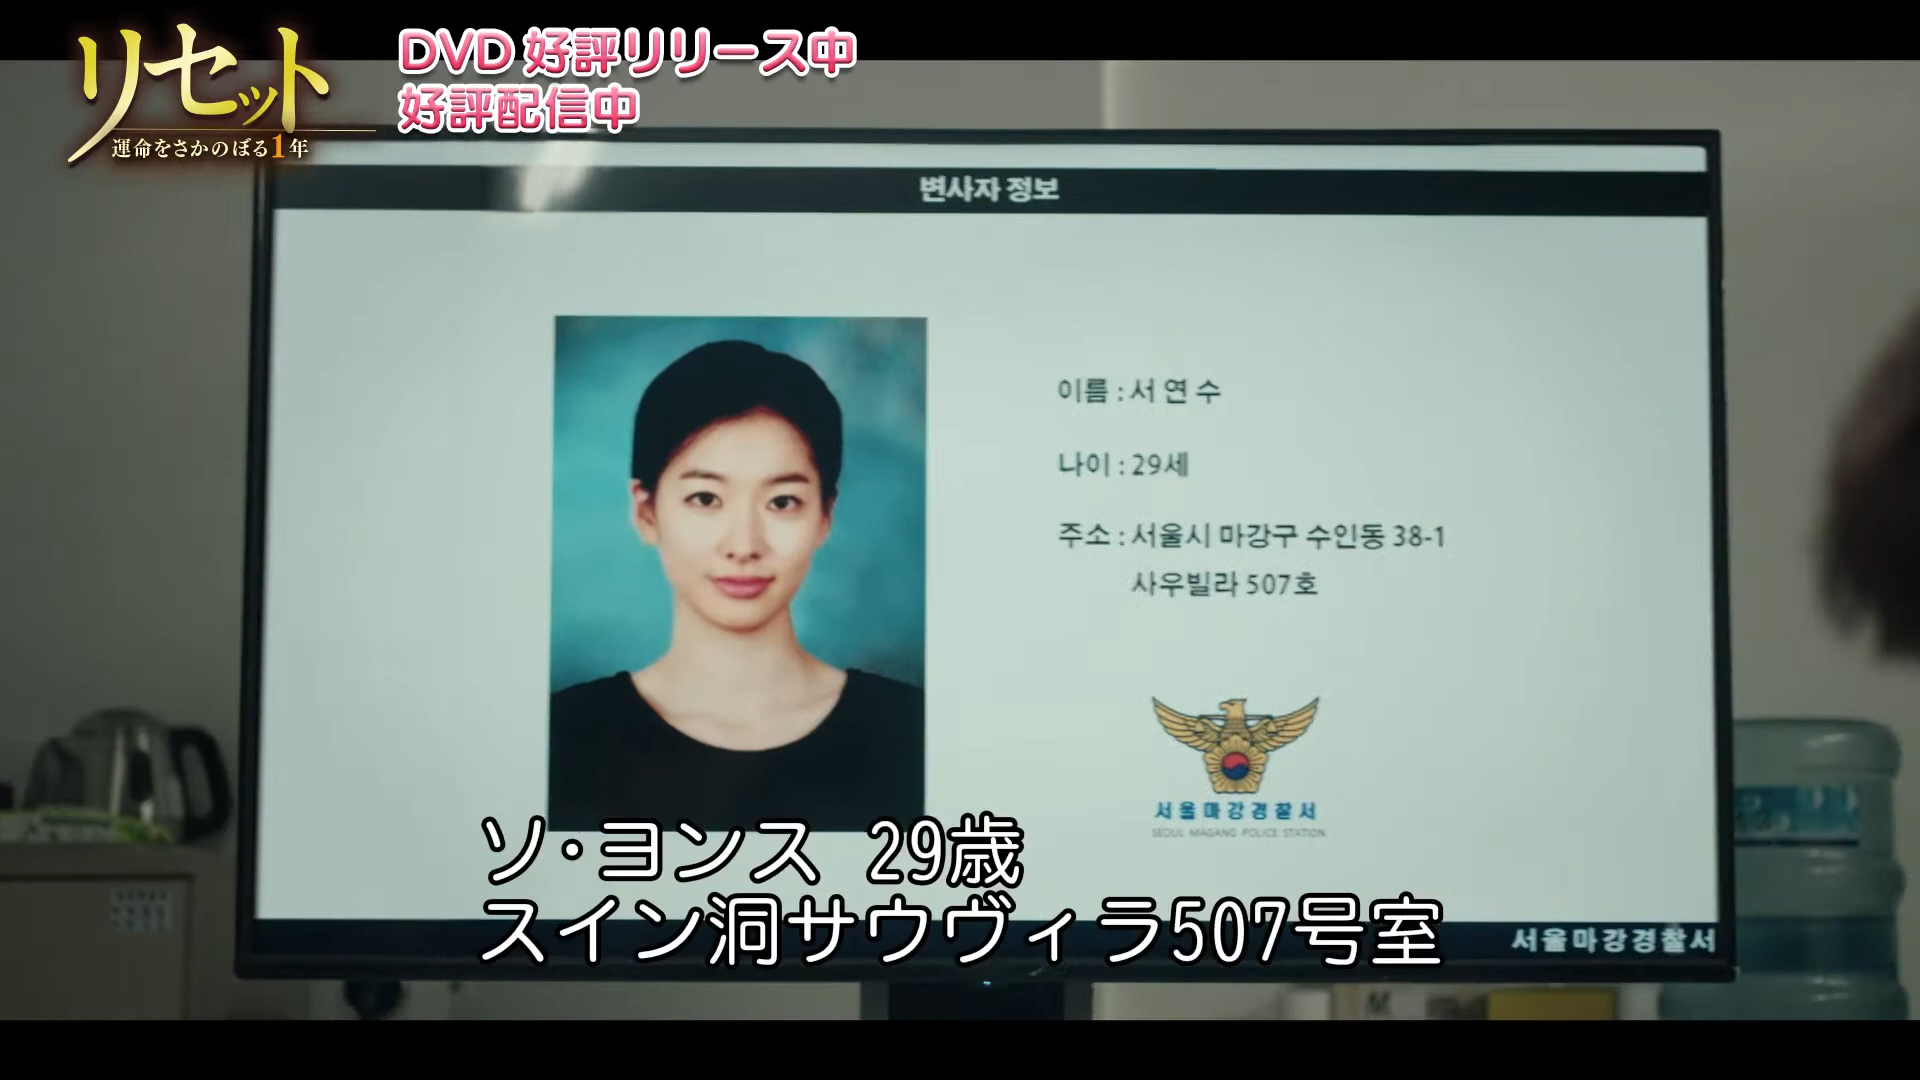 リセット
運命をさかのぼる1年
DVD 好評リリース中
好評配信中
변사자 정보
이름 : 서 연 수
나이 : 29세
주소 : 서울시 마강구 수인동 38-1
사우빌라 507호
서울마강경찰서
SEOUL MAGANG POLICE STATION
ソ・ヨンス 29歳
スイン洞サウヴィラ507号室
서울마강경찰서